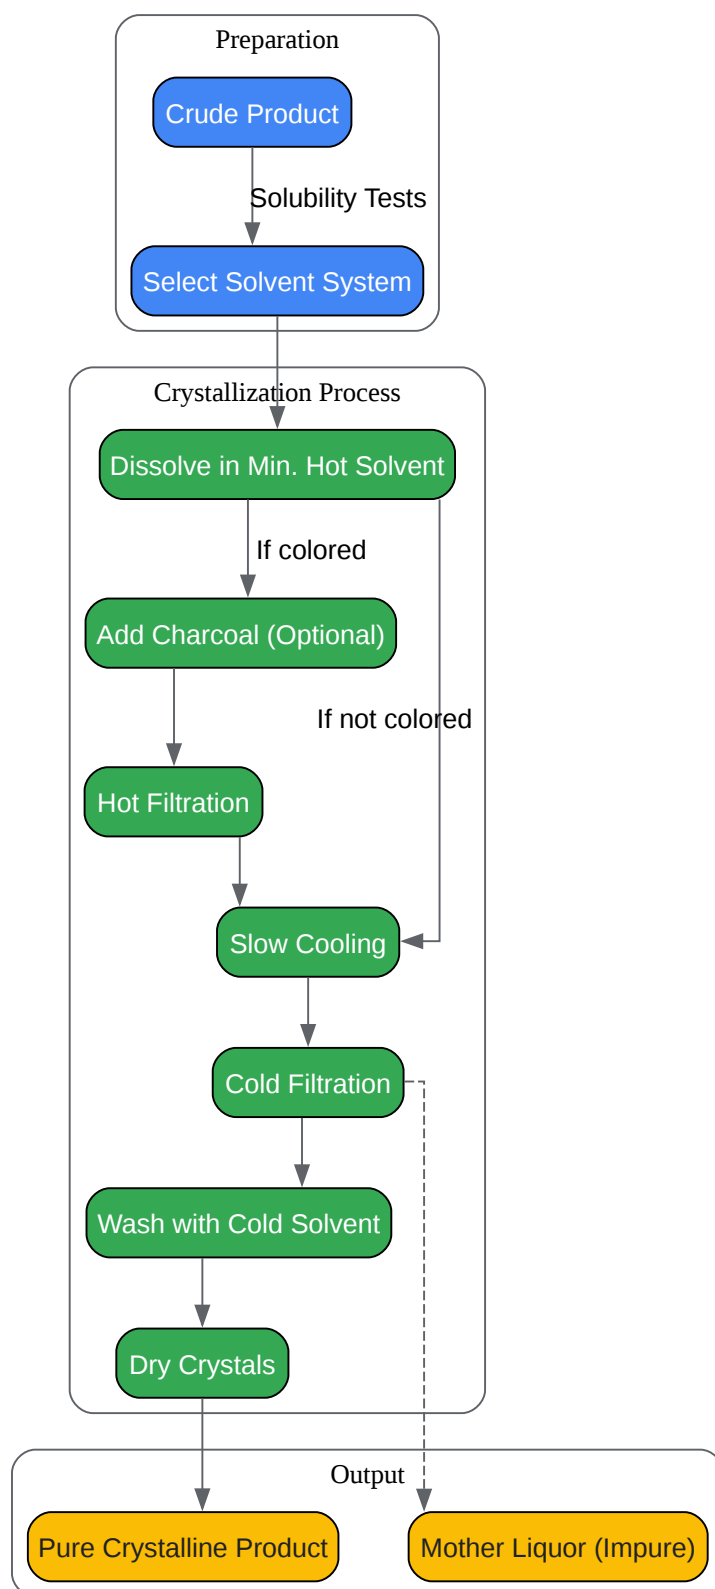 Preparation
Crude Product
Solubility Tests
Select Solvent System
Crystallization Process
Dissolve in Min. Hot Solvent
If colored
Add Charcoal (Optional)
If not colored
Hot Filtration
Slow Cooling
Cold Filtration
Wash with Cold Solvent
Dry Crystals
Output
Pure Crystalline Product
Mother Liquor (Impure)